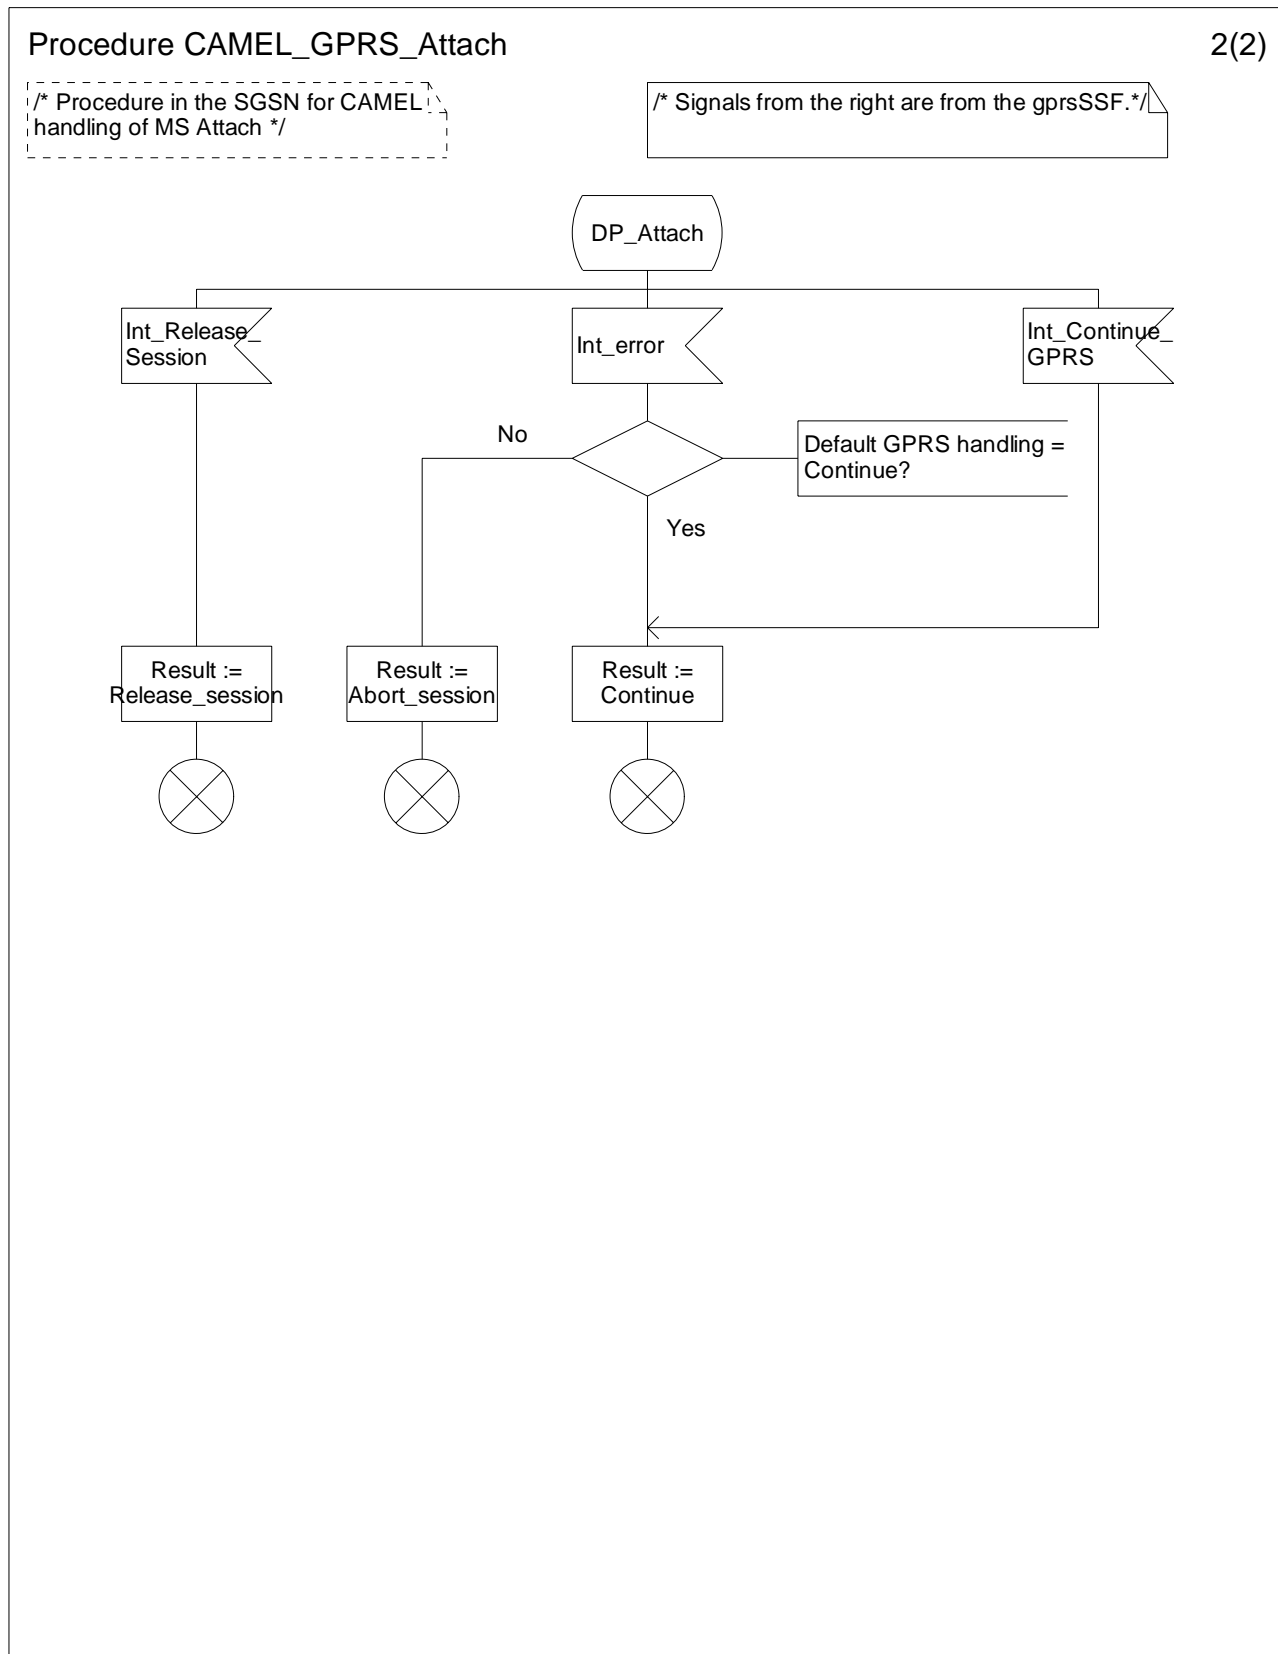 Procedure CAMEL_GPRS_Attach
2(2)
/* Procedure in the SGSN for CAMEL
handling of MS Attach */
/* Signals from the right are from the gprsSSF.*/
DP_Attach
Int_Release_
Session
Int_error
Int_Continue_
GPRS
No
Default GPRS handling =
Continue?
Yes
Result :=
Release_session
Result :=
Abort_session
Result :=
Continue